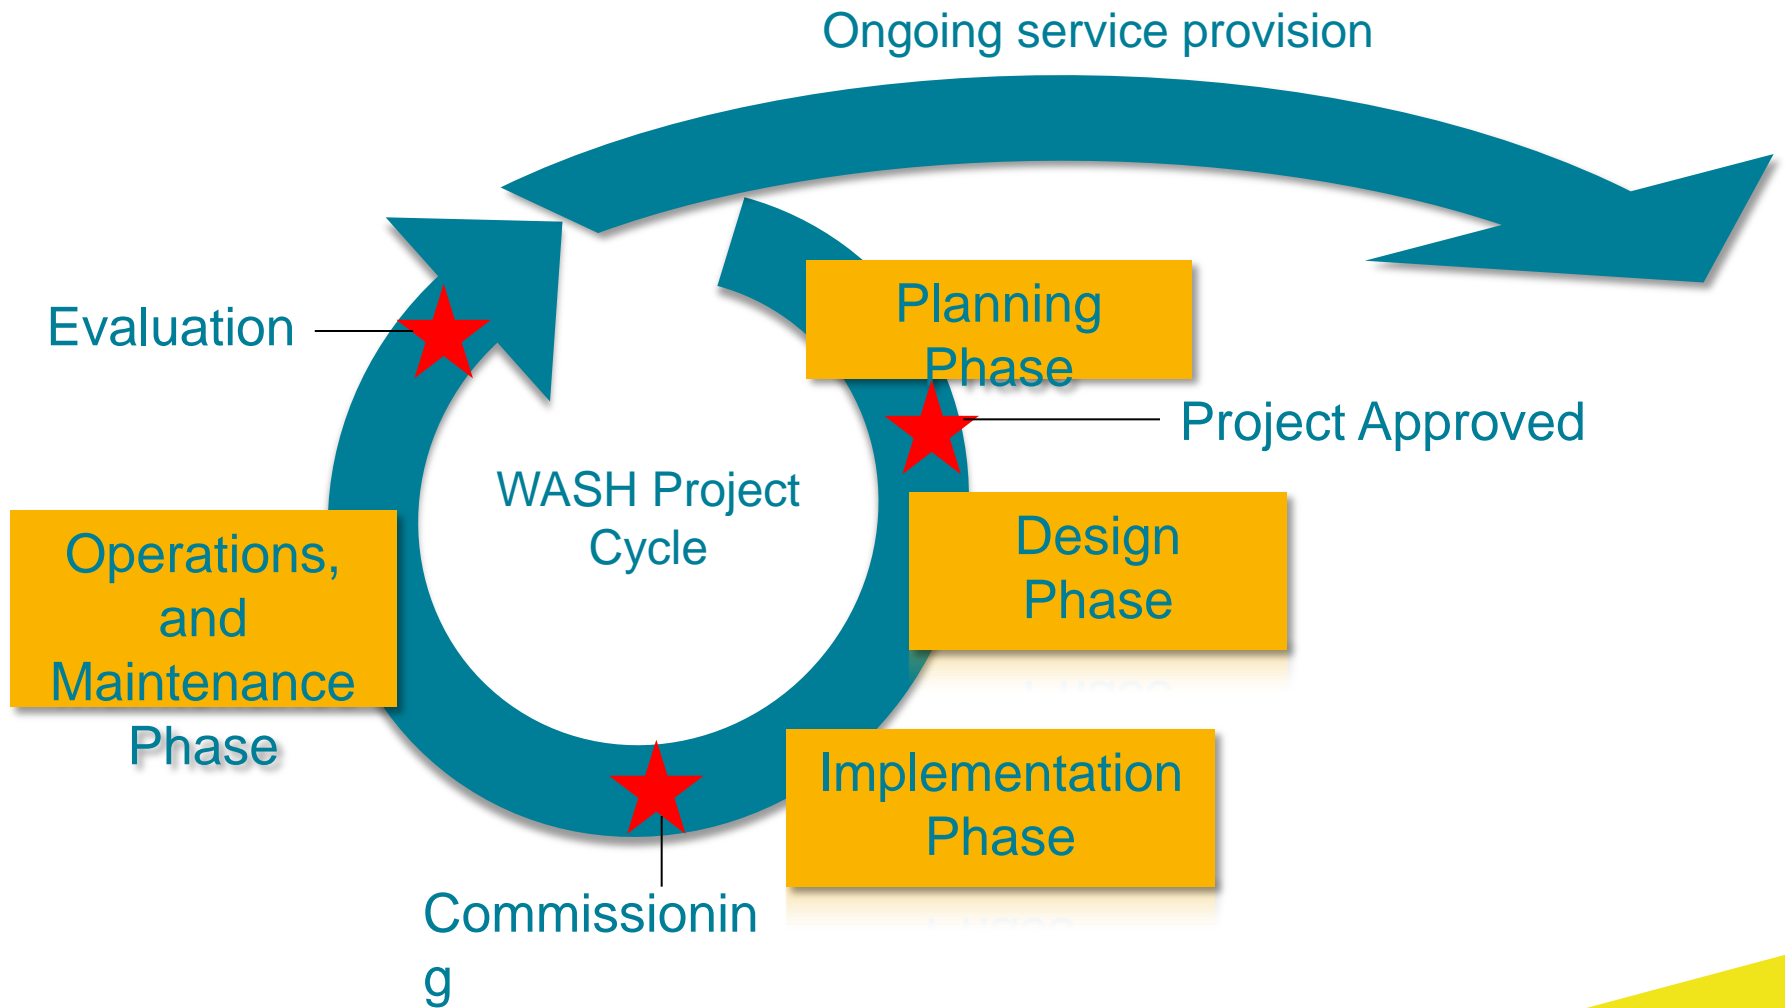 Ongoing service provision
Planning
Phase
Evaluation
Project Approved
WASH Project
Cycle
Design
Phase
Operations,
and
Maintenance
Phase
Implementation
Phase
Commissionin
g